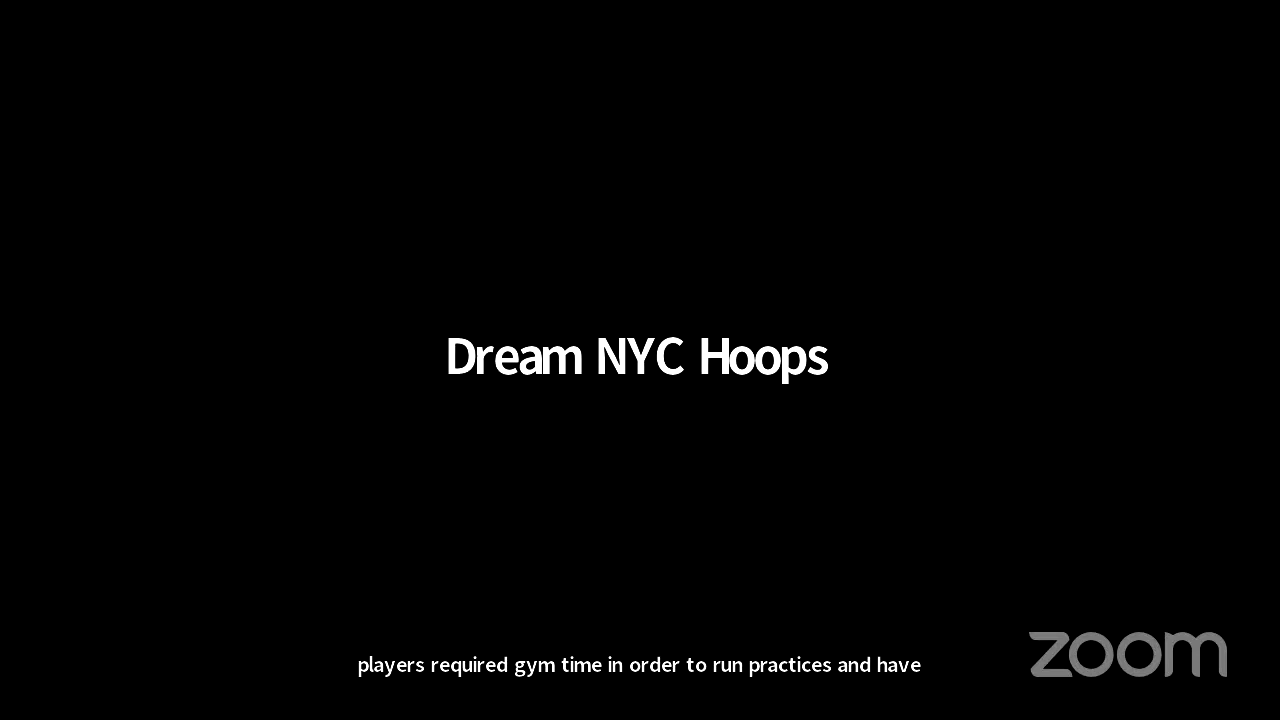 Dream NYC Hoops
players required gym time in order to run practices and have
zoom